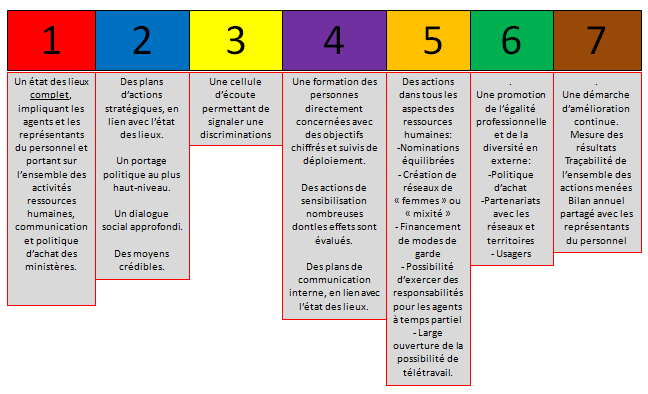 1
2
3
4
5
6
7
Un état des lieux
complet,
impliquant les
agents et les
représentants
du personnel et
portant sur
l'ensemble des
activités
ressources
humaines,
communication
et politique
d'achat des
ministères.
Des plans
d'actions
stratégiques, en
lien avec l'état
des lieux.
Un portage
politique au plus
haut-niveau.
Un dialogue
social approfondi.
Des moyens
crédibles.
Une cellule
d'écoute
permettant de
signaler une
discriminations
Une formation des
personnes
directement
concernées avec
des objectifs
chiffrés et suivis de
déploiement.
Des actions de
sensibilisation
nombreuses
dontles effets sont
évalués.
Des plans de
communication
interne, en lien avec
l'état des lieux.
Des actions
dans tous les
aspects des
ressources
humaines:
-Nominations
équilibrées
- Création de
réseaux de
« femmes » ou
« mixité »
- Financement
de modes de
garde
- Possibilité
d'exercer des
responsabilités
pour les agents
à temps partiel
- Large
ouverture de la
possibilité de
télétravail.
.
Une promotion
de l'égalité
professionnelle
et de la
diversité en
externe:
-Politique
d'achat
-Partenariats
avec les
réseaux et
territoires
- Usagers
Une démarche
d'amélioration
continue.
Mesure des
résultats
Traçabilité de
l'ensemble des
actions menées
Bilan annuel
partagé avec les
représentants
du personnel